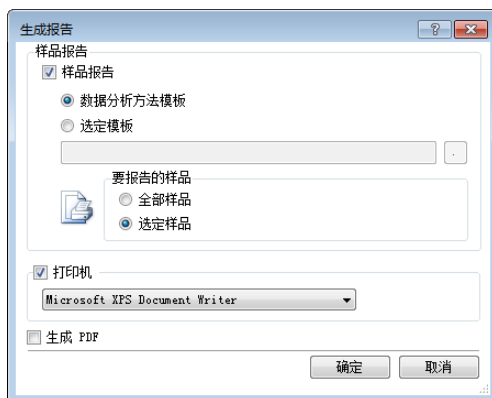 生成报告
样品报告
样品报告
数据分析方法模板
选定模板
.
要报告的样品
全部样品
选定样品
打印机
Microsoft XPS Document Writer
生成 PDF
确定
取消